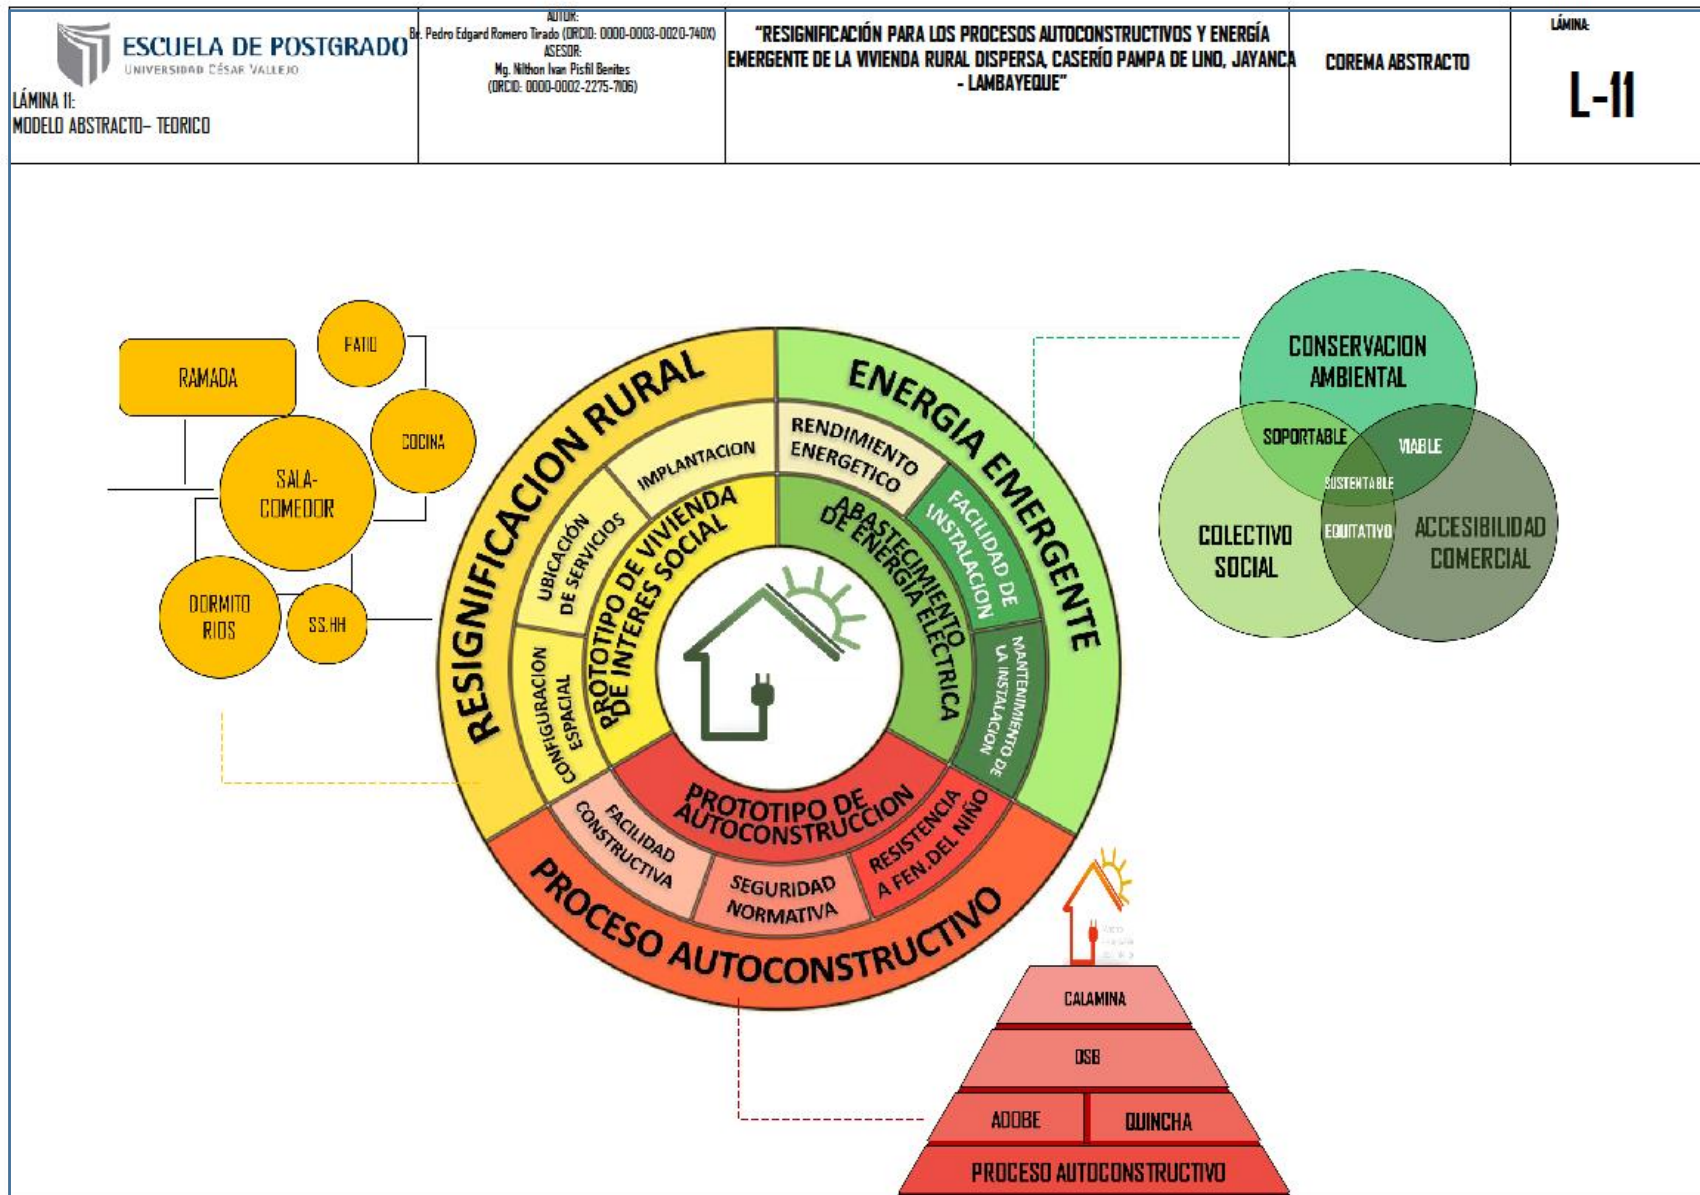 ESCUELA DE POSTGRADO
UNIVERSIDAD CÉSAR VALLEJO
LÁMINA 11:
MODELO ABSTRACTO- TEORICO
AUTOR:
Br. Pedro Edgard Romero Tirado (ORCID: 0000-0003-0020-740X)
ASESOR:
Mg. Nilthon Ivan Pisfil Benites
(ORCID: 0000-0002-2275-7106)
"RESIGNIFICACIÓN PARA LOS PROCESOS AUTOCONSTRUCTIVOS Y ENERGÍA
EMERGENTE DE LA VIVIENDA RURAL DISPERSA, CASERÍO PAMPA DE LINO, JAYANCA
- LAMBAYEQUE"
COREMA ABSTRACTO
LÁMINA:
L-11
PATIO
RAMADA
COCINA
SALA-
COMEDOR
DORMITO
RIOS
SS.HH
RESIGNIFICACION RURAL
IMPLANTACION
UBICACIÓN
DE SERVICIOS
CONFIGURACION
ESPACIAL
PROTOTIPO DE VIVIENDA
DE INTERES SOCIAL
ENERGIA EMERGENTE
RENDIMIENTO
ENERGETICO
FACILIDAD DE
INSTALACION
MANTENIMIENTO DE
LA INSTALACION
ABASTECIMIENTO
DE ENERGIA ELECTRICA
PROTOTIPO DE
AUTOCONSTRUCCION
FACILIDAD
CONSTRUCTIVA
SEGURIDAD
NORMATIVA
RESISTENCIA
A FEN.DEL NIÑO
PROCESO AUTOCONSTRUCTIVO
CONSERVACION
AMBIENTAL
SOPORTABLE
VIABLE
SUSTENTABLE
COLECTIVO
SOCIAL
EQUITATIVO
ACCESIBILIDAD
COMERCIAL
CALAMINA
OSB
ADOBE
QUINCHA
PROCESO AUTOCONSTRUCTIVO